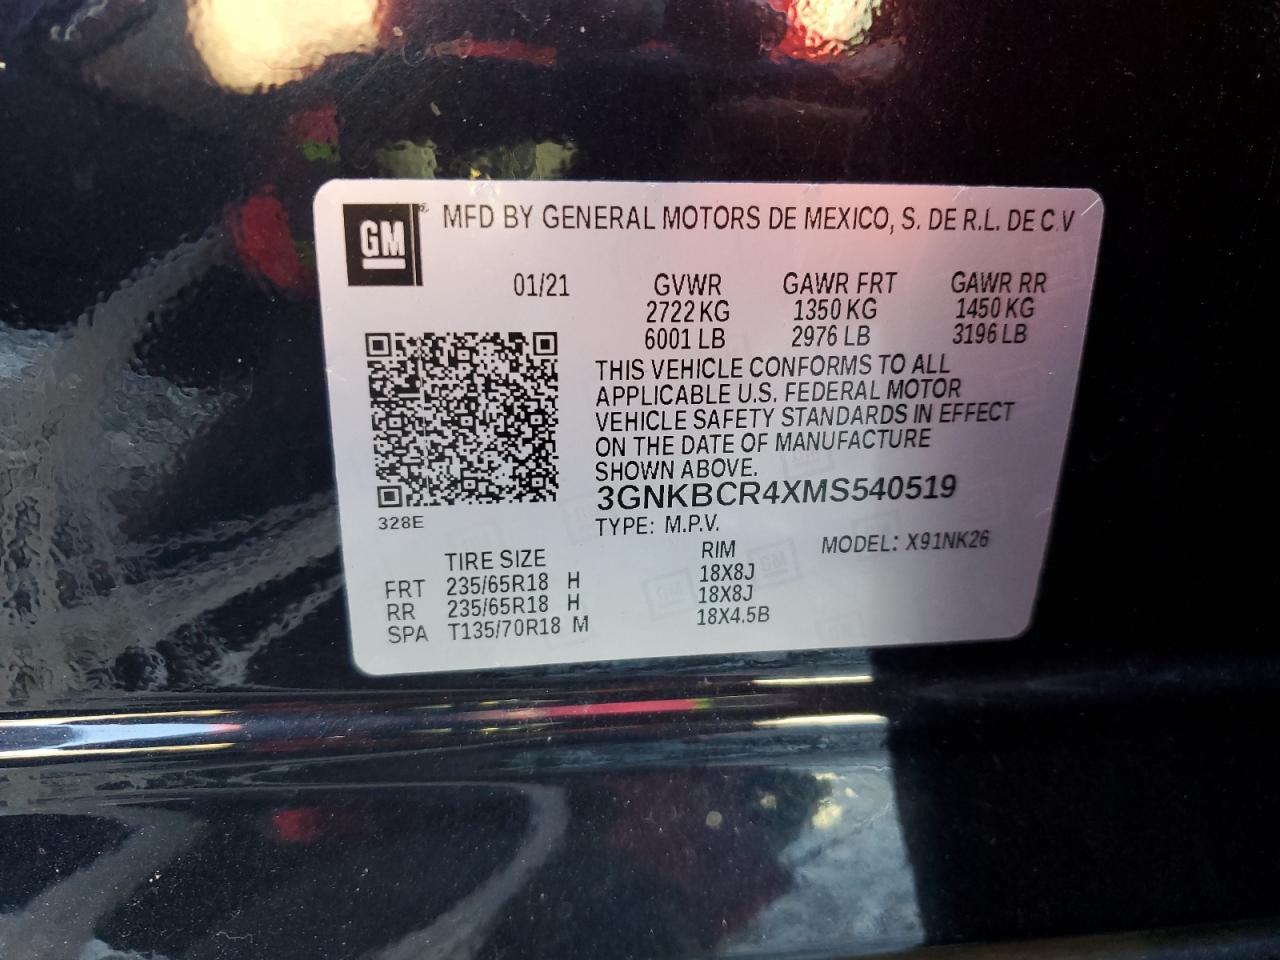 GM ® MFD BY GENERAL MOTORS DE MEXICO, S. DE R.L. DE C.V
01/21 GVWR GAWR FRT GAWR RR
2722 KG 1350 KG 1450 KG
6001 LB 2976 LB 3196 LB
THIS VEHICLE CONFORMS TO ALL
APPLICABLE U.S. FEDERAL MOTOR
VEHICLE SAFETY STANDARDS IN EFFECT
ON THE DATE OF MANUFACTURE
SHOWN ABOVE.
3GNKBCR4XMS540519
328E TYPE: M.P.V.
TIRE SIZE RIM MODEL: X91NK26
FRT 235/65R18 H 18X8J
RR 235/65R18 H 18X8J
SPA T135/70R18 M 18X4.5B